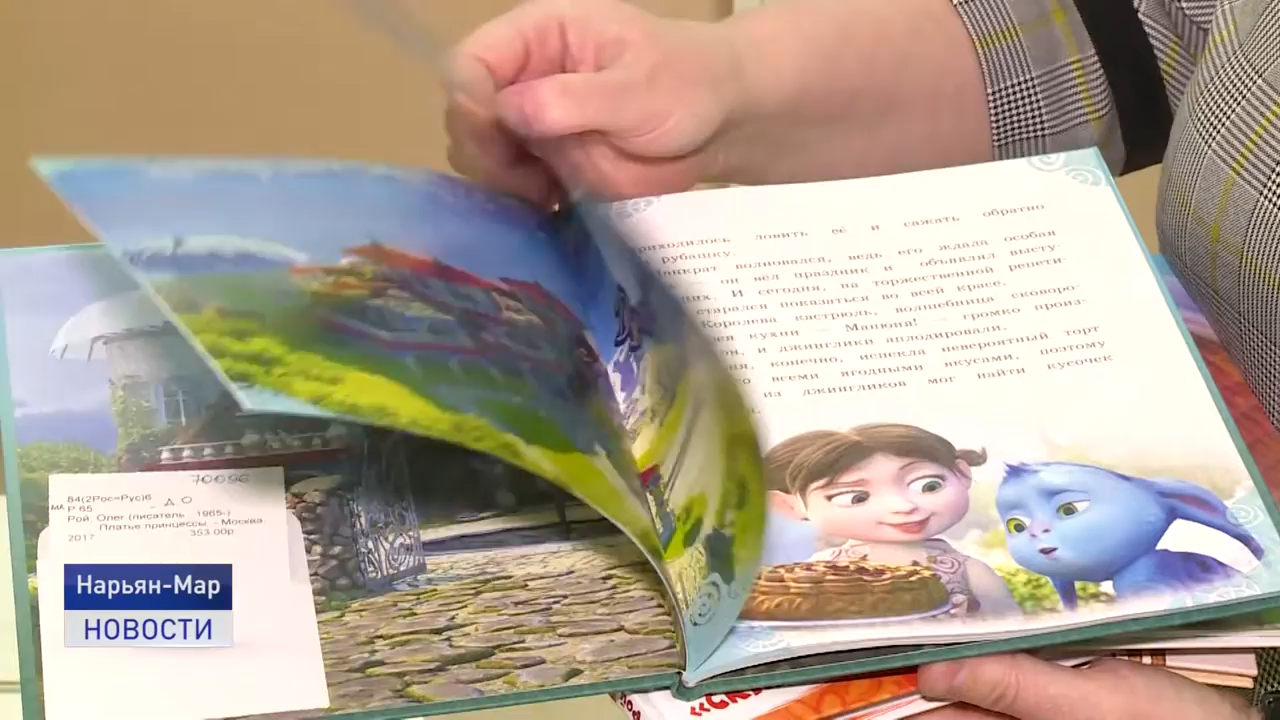 70096
84(2Рос=Рус)6
Р 65 - Д О
Рой, Олег (писатель 1965-)
Платье принцессы. - Москва
2017 353.00р
Нарьян-Мар
НОВОСТИ
приходилось ловить её и сажать обратно
рубашку.
волновался, ведь его ждала особая
— он вёл праздник и объявлял высту-
И сегодня, на торжественной репети-
старался показаться во всей красе.
Королева кастрюль, волшебница сковоро-
кухни — Манюня! — громко произ-
и джинглики аплодировали.
конечно, испекла невероятный торт
всеми ягодными вкусами, поэтому
из джингликов мог найти кусочек